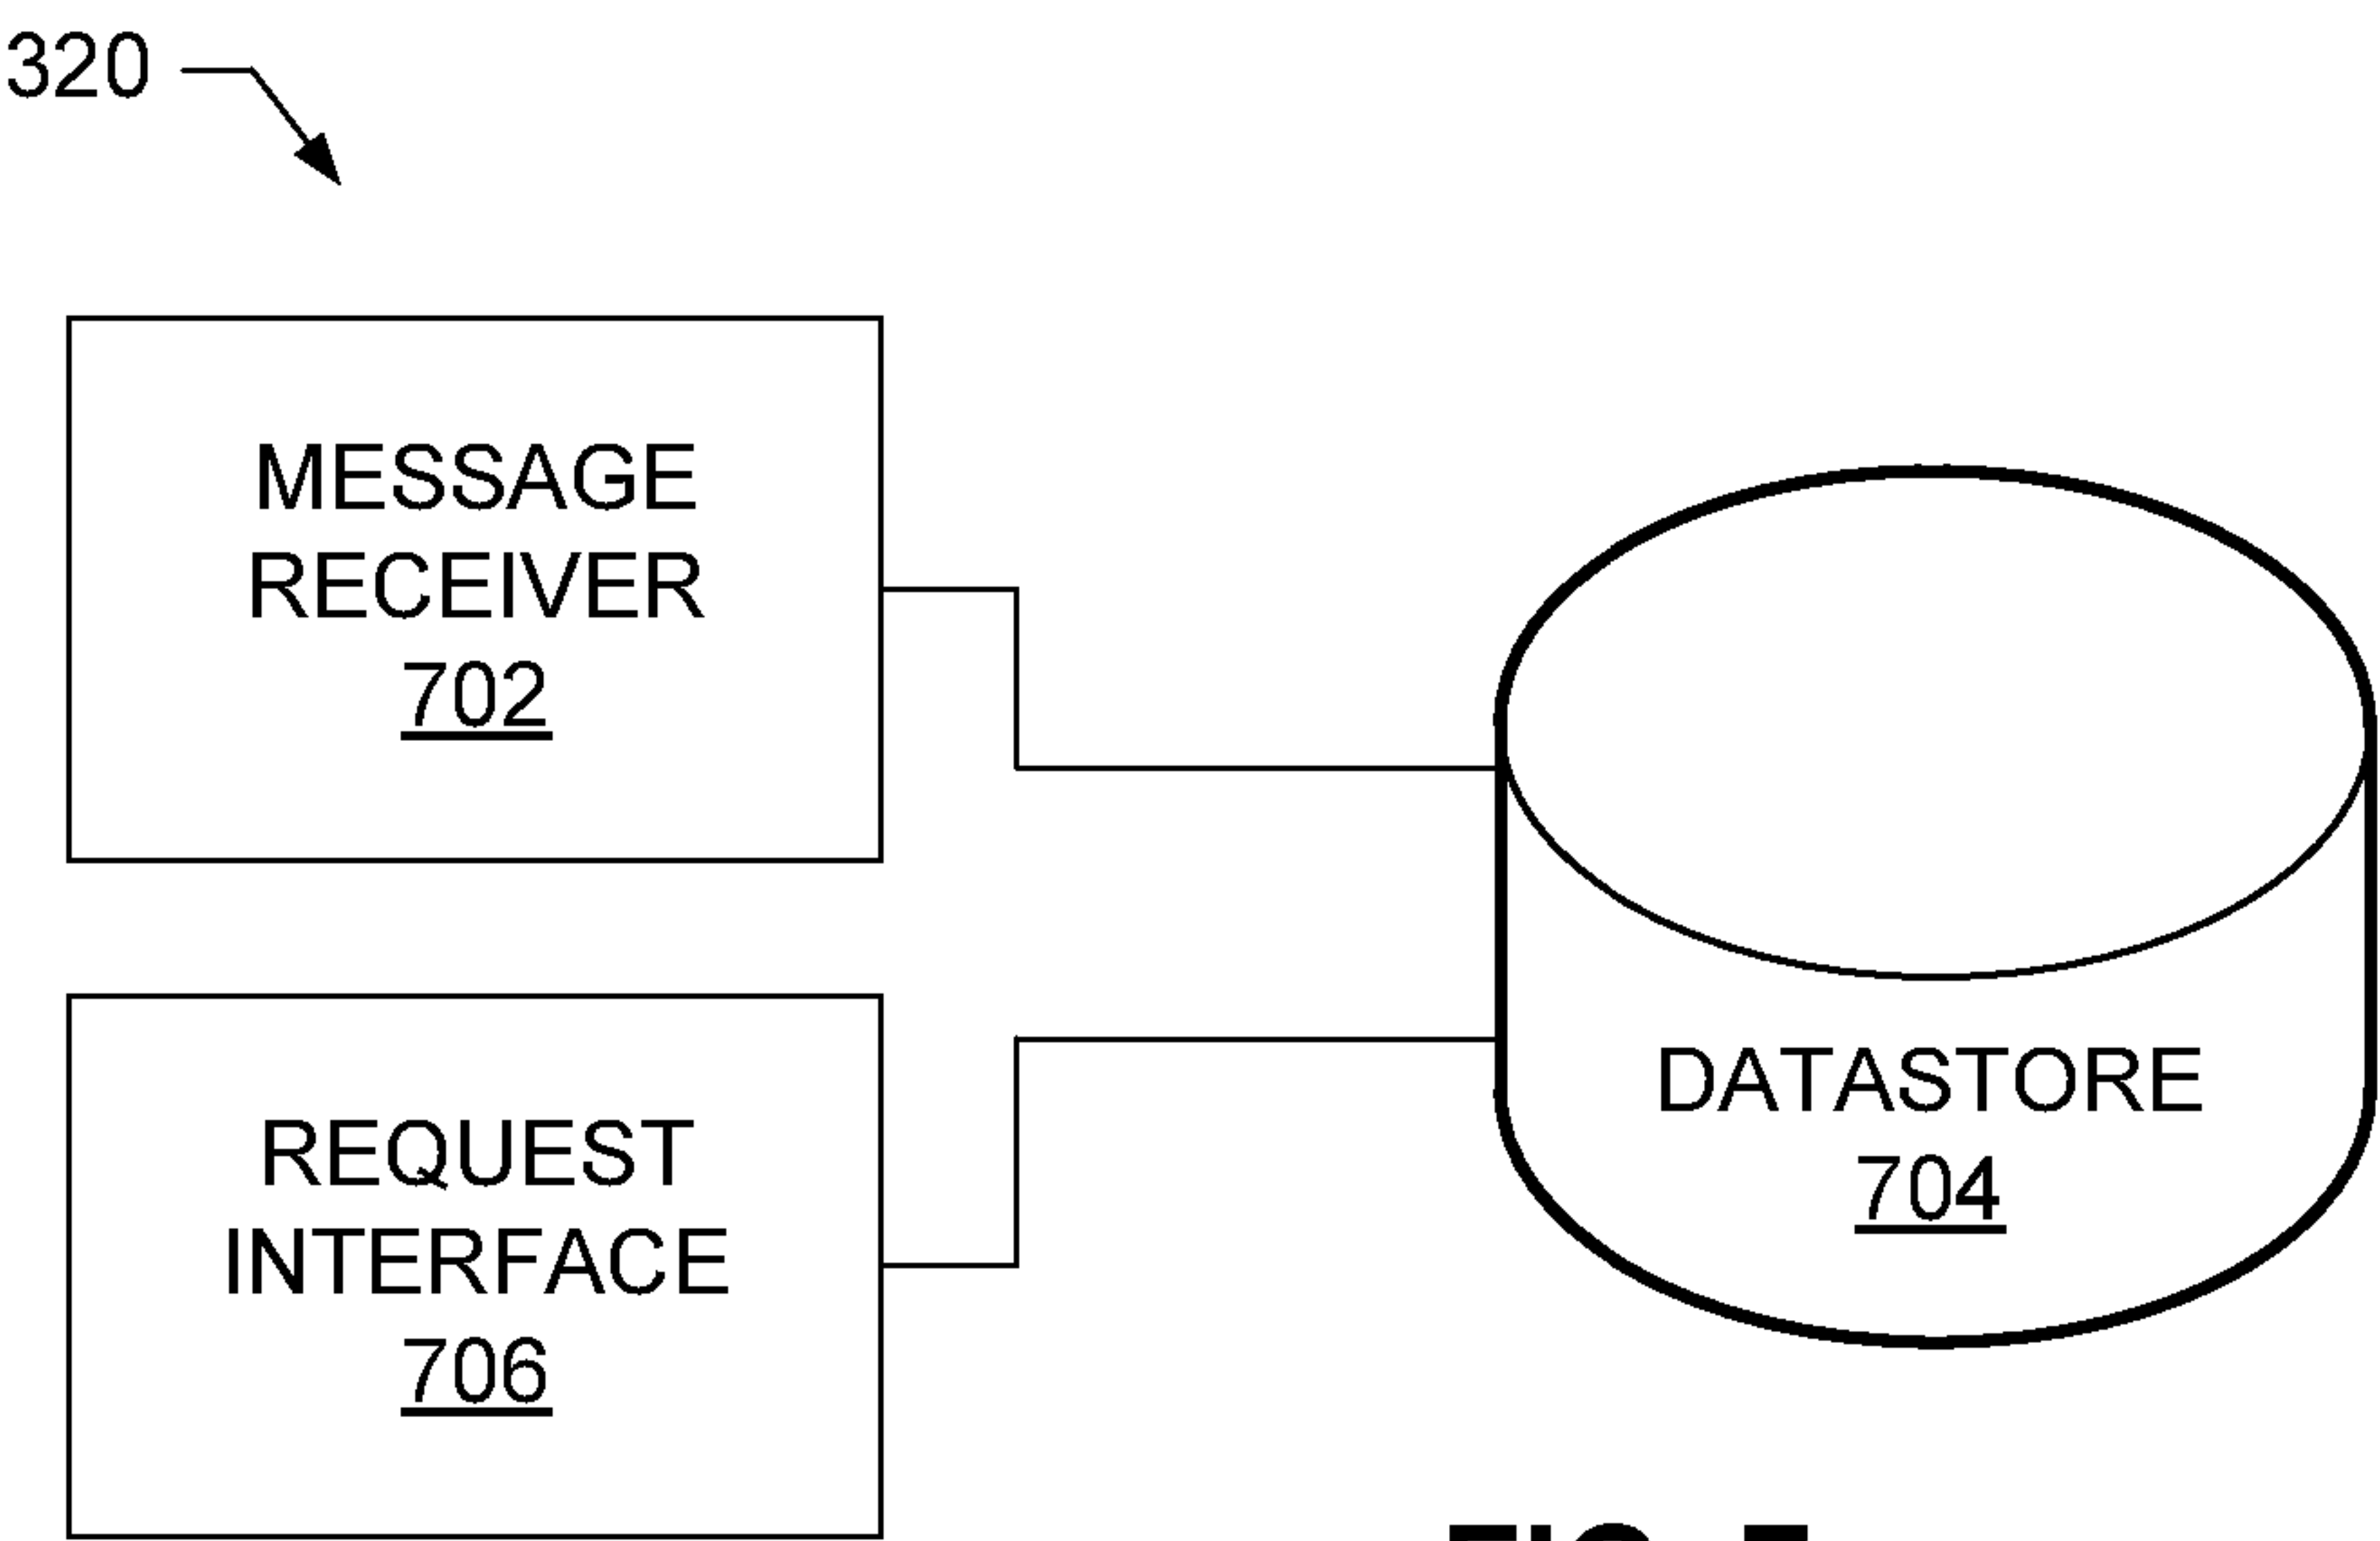 320
MESSAGE
RECEIVER
702
REQUEST
INTERFACE
706
DATASTORE
704